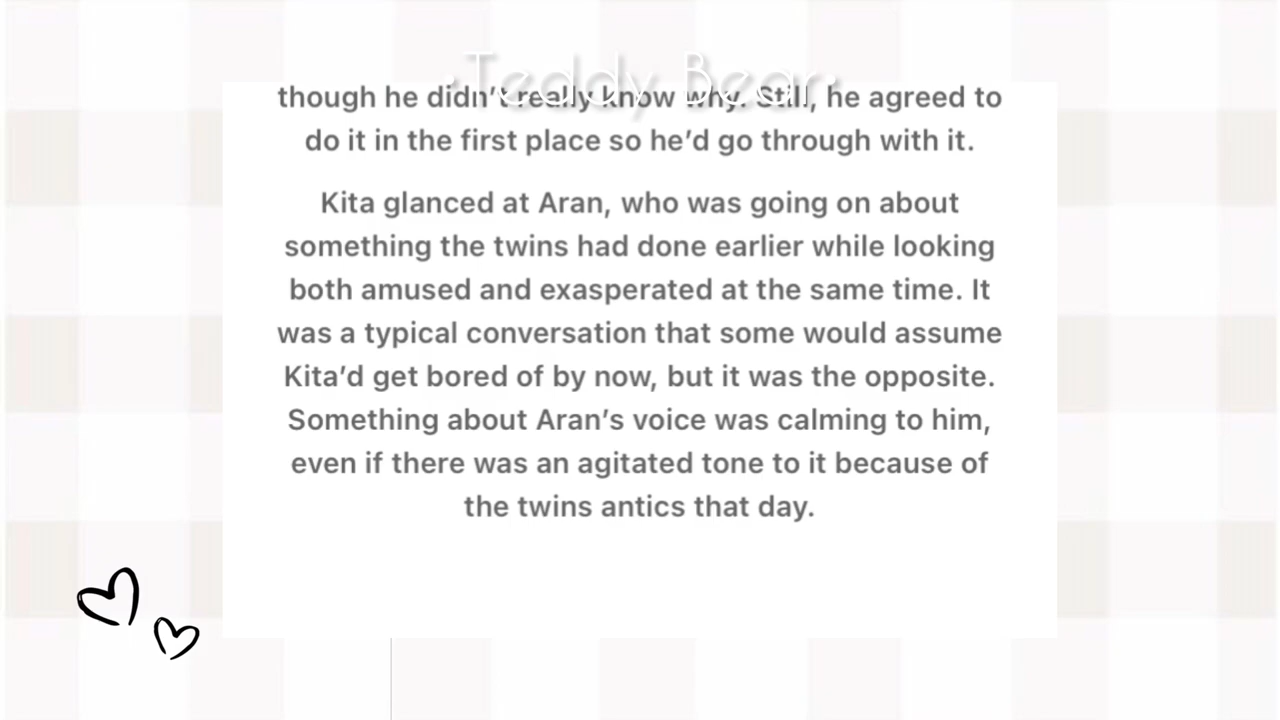 •Teddy Bear•
though he didn’t really know why. Still, he agreed to
do it in the first place so he’d go through with it.
Kita glanced at Aran, who was going on about
something the twins had done earlier while looking
both amused and exasperated at the same time. It
was a typical conversation that some would assume
Kita’d get bored of by now, but it was the opposite.
Something about Aran’s voice was calming to him,
even if there was an agitated tone to it because of
the twins antics that day.